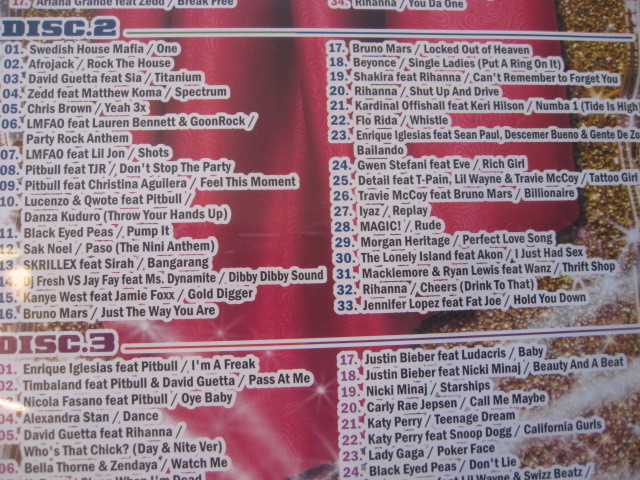 17. Ariana Grande feat Zedd / Break Free
34. Rihanna / You Da One
DISC.2
01. Swedish House Mafia / One
02. Afrojack / Rock The House
03. David Guetta feat Sia / Titanium
04. Zedd feat Matthew Koma / Spectrum
05. Chris Brown / Yeah 3x
06. LMFAO feat Lauren Bennett & GoonRock /
Party Rock Anthem
07. LMFAO feat Lil Jon / Shots
08. Pitbull feat TJR / Don't Stop The Party
09. Pitbull feat Christina Aguilera / Feel This Moment
10. Lucenzo & Qwote feat Pitbull /
Danza Kuduro (Throw Your Hands Up)
11. Black Eyed Peas / Pump It
12. Sak Noel / Paso (The Nini Anthem)
13. SKRILLEX feat Sirah / Bangarang
14. Dj Fresh VS Jay Fay feat Ms. Dynamite / Dibby Dibby Sound
15. Kanye West feat Jamie Foxx / Gold Digger
16. Bruno Mars / Just The Way You Are
17. Bruno Mars / Locked Out of Heaven
18. Beyonce / Single Ladies (Put A Ring On It)
19. Shakira feat Rihanna / Can't Remember to Forget You
20. Rihanna / Shut Up And Drive
21. Kardinal Offishall feat Keri Hilson / Numba 1 (Tide Is High
22. Flo Rida / Whistle
23. Enrique Iglesias feat Sean Paul, Descemer Bueno & Gente De Zo
Bailando
24. Gwen Stefani feat Eve / Rich Girl
25. Detail feat T-Pain, Lil Wayne & Travie McCoy / Tattoo Girl
26. Travie McCoy feat Bruno Mars / Billionaire
27. Iyaz / Replay
28. MAGIC! / Rude
29. Morgan Heritage / Perfect Love Song
30. The Lonely Island feat Akon / I Just Had Sex
31. Macklemore & Ryan Lewis feat Wanz / Thrift Shop
32. Rihanna / Cheers (Drink To That)
33. Jennifer Lopez feat Fat Joe / Hold You Down
DISC.3
01. Enrique Iglesias feat Pitbull / I'm A Freak
02. Timbaland feat Pitbull & David Guetta / Pass At Me
03. Nicola Fasano feat Pitbull / Oye Baby
04. Alexandra Stan / Dance
05. David Guetta feat Rihanna /
Who's That Chick? (Day & Nite Ver)
06. Bella Thorne & Zendaya / Watch Me
17. Justin Bieber feat Ludacris / Baby
18. Justin Bieber feat Nicki Minaj / Beauty And A Beat
19. Nicki Minaj / Starships
20. Carly Rae Jepsen / Call Me Maybe
21. Katy Perry / Teenage Dream
22. Katy Perry feat Snoop Dogg / California Gurls
23. Lady Gaga / Poker Face
24. Black Eyed Peas / Don't Lie
feat Lil Wayne & Swizz Beatz /